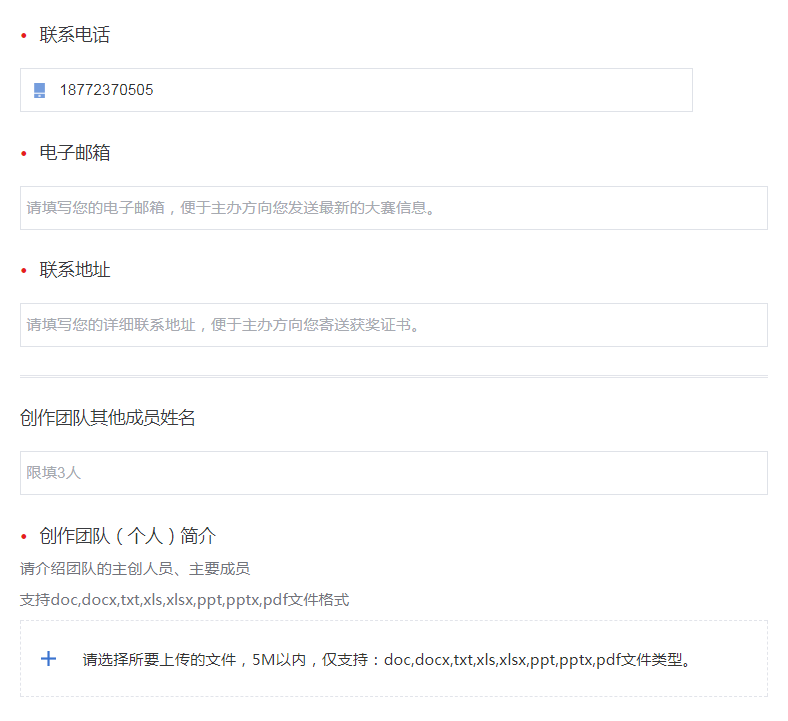 联系电话
18772370505
电子邮箱
请填写您的电子邮箱，便于主办方向您发送最新的大赛信息。
联系地址
请填写您的详细联系地址，便于主办方向您寄送获奖证书。
创作团队其他成员姓名
限填3人
创作团队（个人）简介
请介绍团队的主创人员、主要成员
支持doc,docx,txt,xls,xlsx,ppt,pptx,pdf文件格式
请选择所要上传的文件，5M以内，仅支持：doc,docx,txt,xls,xlsx,ppt,pptx,pdf文件类型。